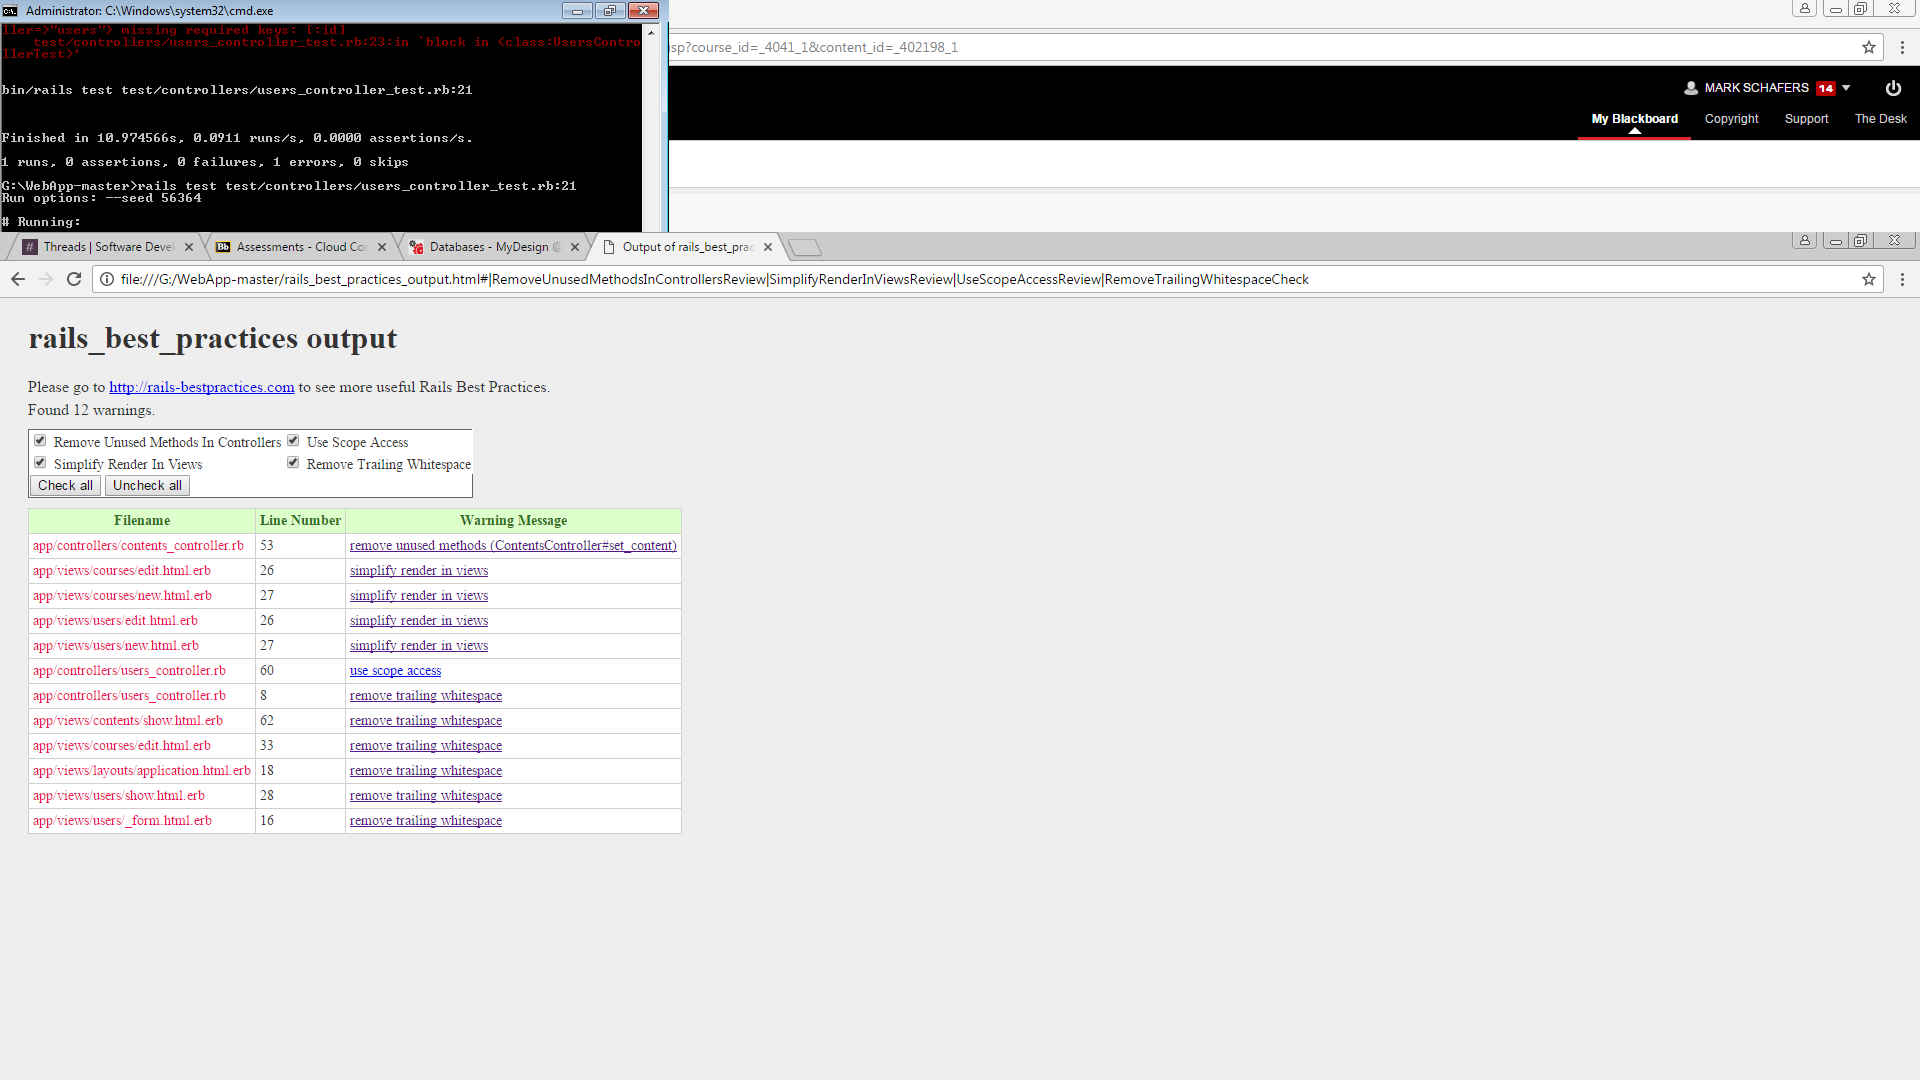 Administrator: C:\Windows\system32\cmd.exe
ller=>"users"} missing required keys: [:id]
test/controllers/users_controller_test.rb:23:in `block in <class:UsersContro
llerTest>'
bin/rails test test/controllers/users_controller_test.rb:21
Finished in 10.974566s, 0.0911 runs/s, 0.0000 assertions/s.
1 runs, 0 assertions, 0 failures, 1 errors, 0 skips
G:\WebApp-master>rails test test/controllers/users_controller_test.rb:21
Run options: --seed 56364
# Running:
sp?course_id=_4041_1&content_id=_402198_1
MARK SCHAFERS 14
My Blackboard Copyright Support The Desk
Threads | Software Devel Bb Assessments - Cloud Co Databases - MyDesign @ Output of rails_best_prac
file:///G:/WebApp-master/rails_best_practices_output.html#|RemoveUnusedMethodsInControllersReview|SimplifyRenderInViewsReview|UseScopeAccessReview|RemoveTrailingWhitespaceCheck
rails_best_practices output
Please go to http://rails-bestpractices.com to see more useful Rails Best Practices.
Found 12 warnings.
Remove Unused Methods In Controllers Use Scope Access
Simplify Render In Views Remove Trailing Whitespace
Check all Uncheck all
Filename Line Number Warning Message
app/controllers/contents_controller.rb 53 remove unused methods (ContentsController#set_content)
app/views/courses/edit.html.erb 26 simplify render in views
app/views/courses/new.html.erb 27 simplify render in views
app/views/users/edit.html.erb 26 simplify render in views
app/views/users/new.html.erb 27 simplify render in views
app/controllers/users_controller.rb 60 use scope access
app/controllers/users_controller.rb 8 remove trailing whitespace
app/views/contents/show.html.erb 62 remove trailing whitespace
app/views/courses/edit.html.erb 33 remove trailing whitespace
app/views/layouts/application.html.erb 18 remove trailing whitespace
app/views/users/show.html.erb 28 remove trailing whitespace
app/views/users/_form.html.erb 16 remove trailing whitespace